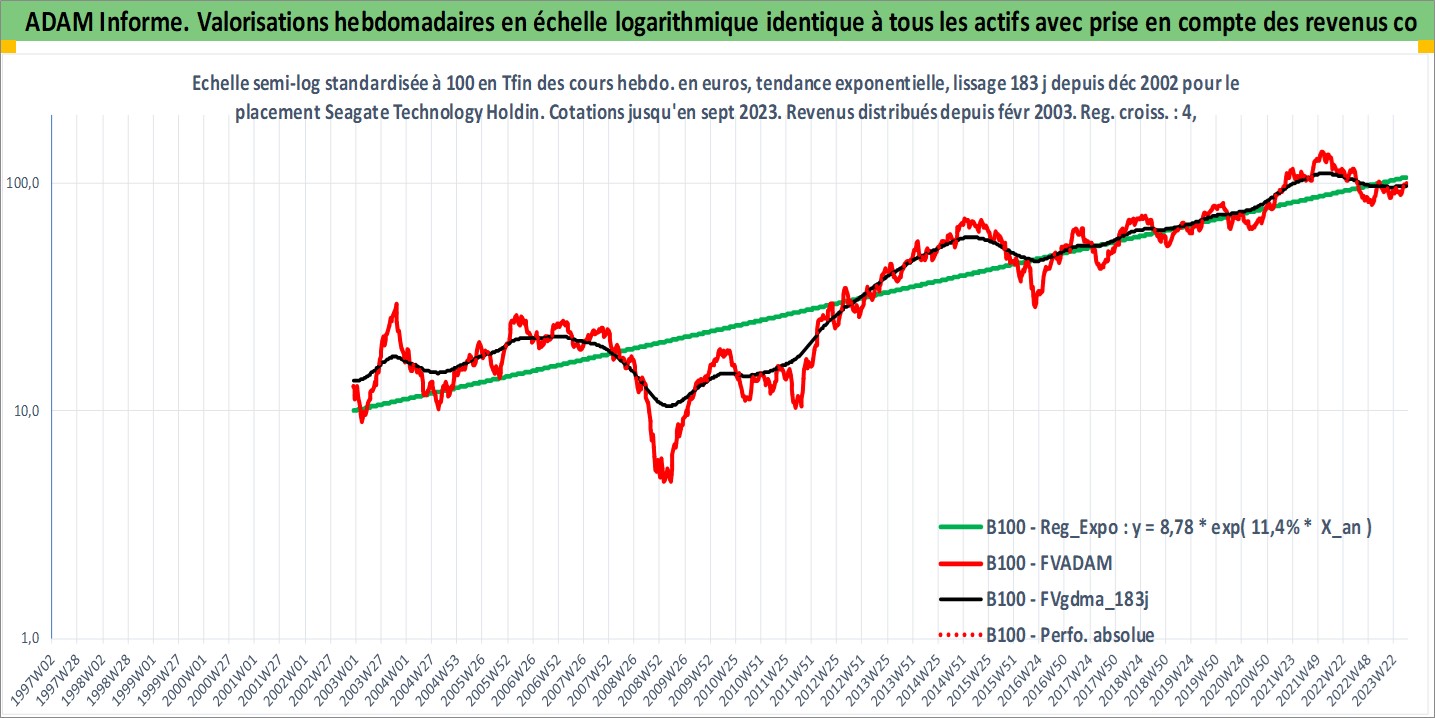 ADAM Informe. Valorisations hebdomadaires en échelle logarithmique identique à tous les actifs avec prise en compte des revenus co
Echelle semi-log standardisée à 100 en Tfin des cours hebdo. en euros, tendance exponentielle, lissage 183 j depuis déc 2002 pour le
placement Seagate Technology Holdin. Cotations jusqu'en sept 2023. Revenus distribués depuis févr 2003. Reg. croiss. : 4,
100,0
10,0
1,0
B100 - Reg_Expo : y = 8,78 * exp( 11,4% * X_an )
B100 - FVADAM
B100 - FVgdma_183j
B100 - Perfo. absolue
1997W02
1997W28
1998W02
1998W28
1999W01
1999W27
2000W01
2000W27
2001W01
2001W27
2002W01
2002W27
2003W01
2003W27
2004W01
2004W27
2004W53
2005W26
2005W52
2006W26
2006W52
2007W26
2007W52
2008W26
2008W52
2009W26
2009W52
2010W25
2010W51
2011W25
2011W51
2012W25
2012W51
2013W25
2013W51
2014W25
2014W51
2015W25
2015W51
2016W24
2016W50
2017W24
2017W50
2018W24
2018W50
2019W24
2019W50
2020W24
2020W50
2021W23
2021W49
2022W22
2022W48
2023W22